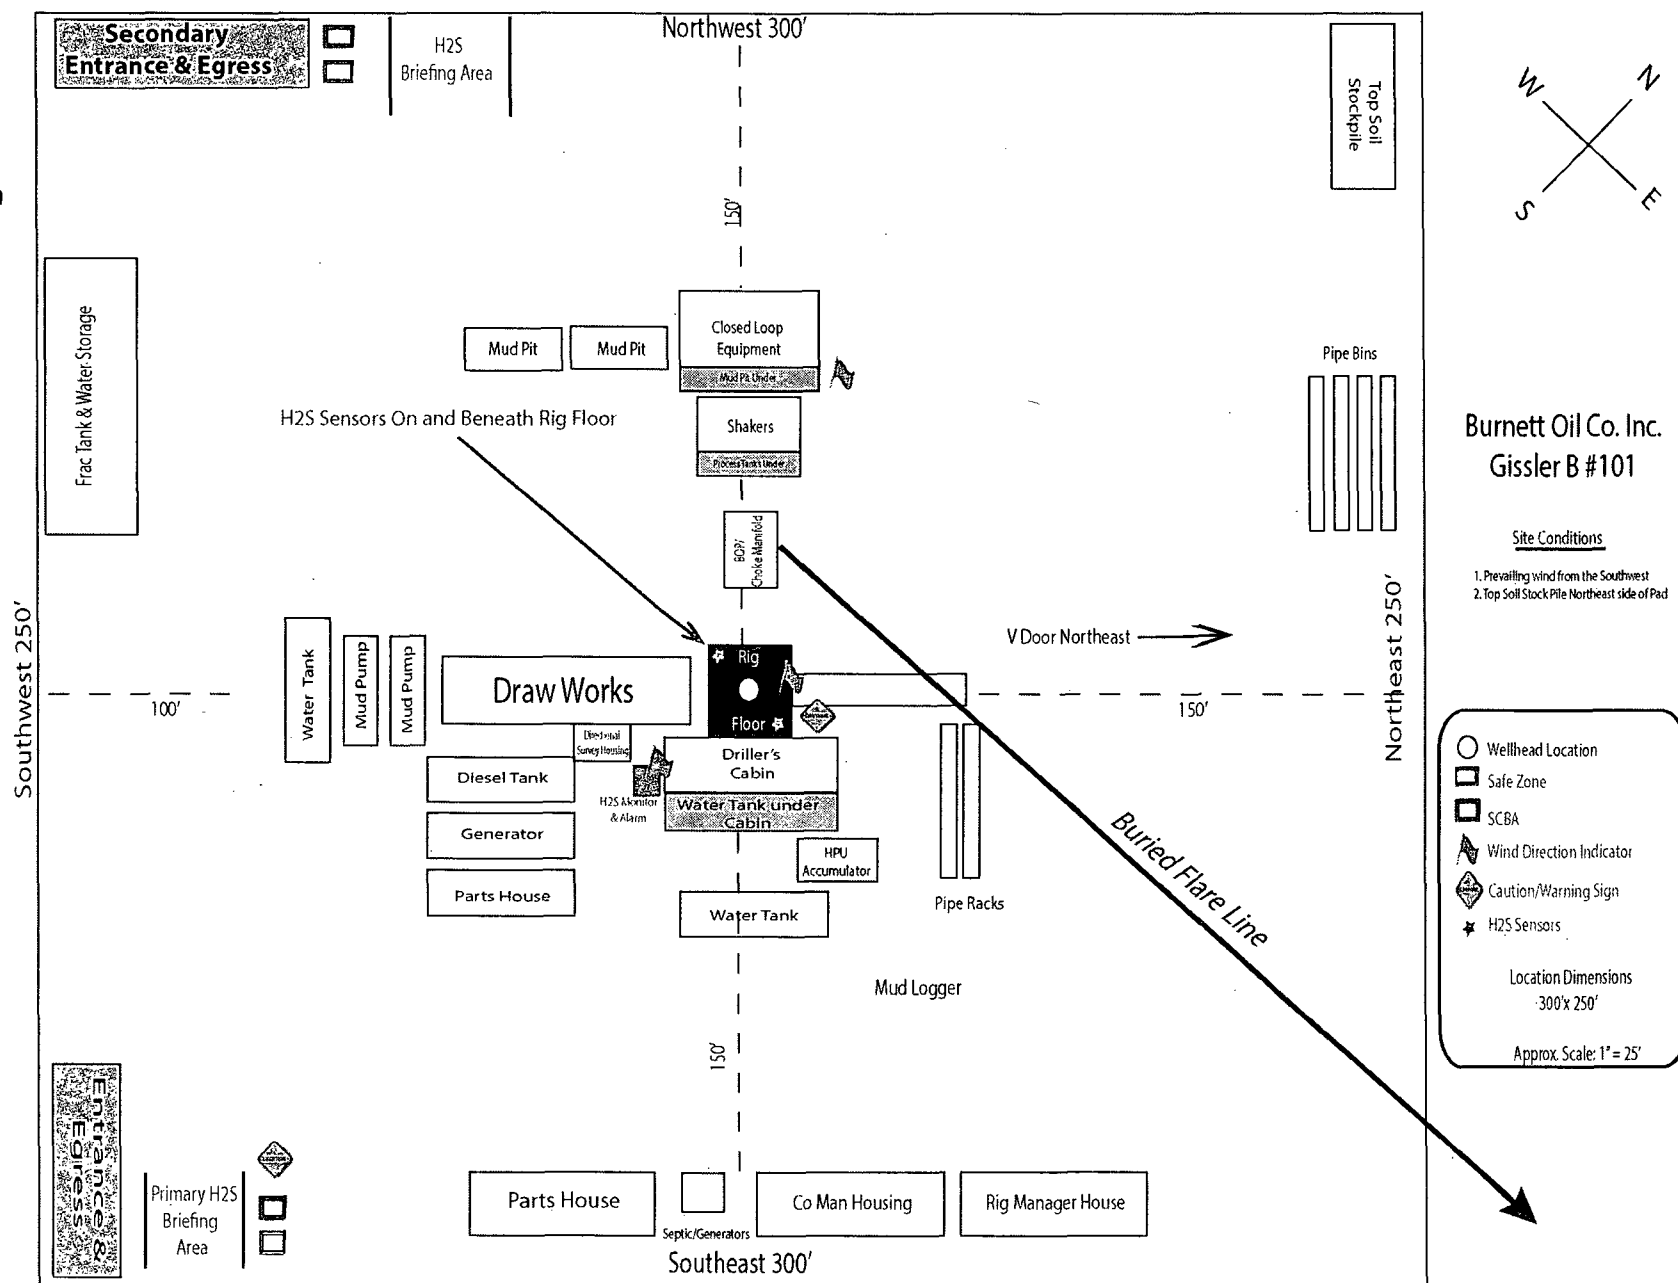 Secondary
Entrance & Egress
H2S
Briefing Area
Northwest 300'
Top Soil
Stockpile
W
N
S
E
150'
Frac Tank & Water Storage
Mud Pit
Mud Pit
Closed Loop
Equipment
Mud Pit Under
Pipe Bins
H2S Sensors On and Beneath Rig Floor
Shakers
Process Tanks Under
BOP/
Choke Manifold
Burnett Oil Co. Inc.
Gissler B #101
Site Conditions
1. Prevailing wind from the Southwest
2. Top Soil Stock Pile Northeast side of Pad
Southwest 250'
100'
Water Tank
Mud Pump
Mud Pump
Draw Works
Rig
Floor
V Door Northeast
150'
Northeast 250'
Directional
Survey Housing
Driller's
Cabin
Water Tank under
Cabin
H2S Monitor
& Alarm
Diesel Tank
Generator
Parts House
HPU
Accumulator
Water Tank
Pipe Racks
Buried Flare Line
Mud Logger
Wellhead Location
Safe Zone
SCBA
Wind Direction Indicator
Caution/Warning Sign
H2S Sensors
Location Dimensions
300'x 250'
Approx. Scale: 1" = 25'
150'
Entrance &
Egress
Primary H2S
Briefing
Area
Parts House
Septic/Generators
Co Man Housing
Rig Manager House
Southeast 300'